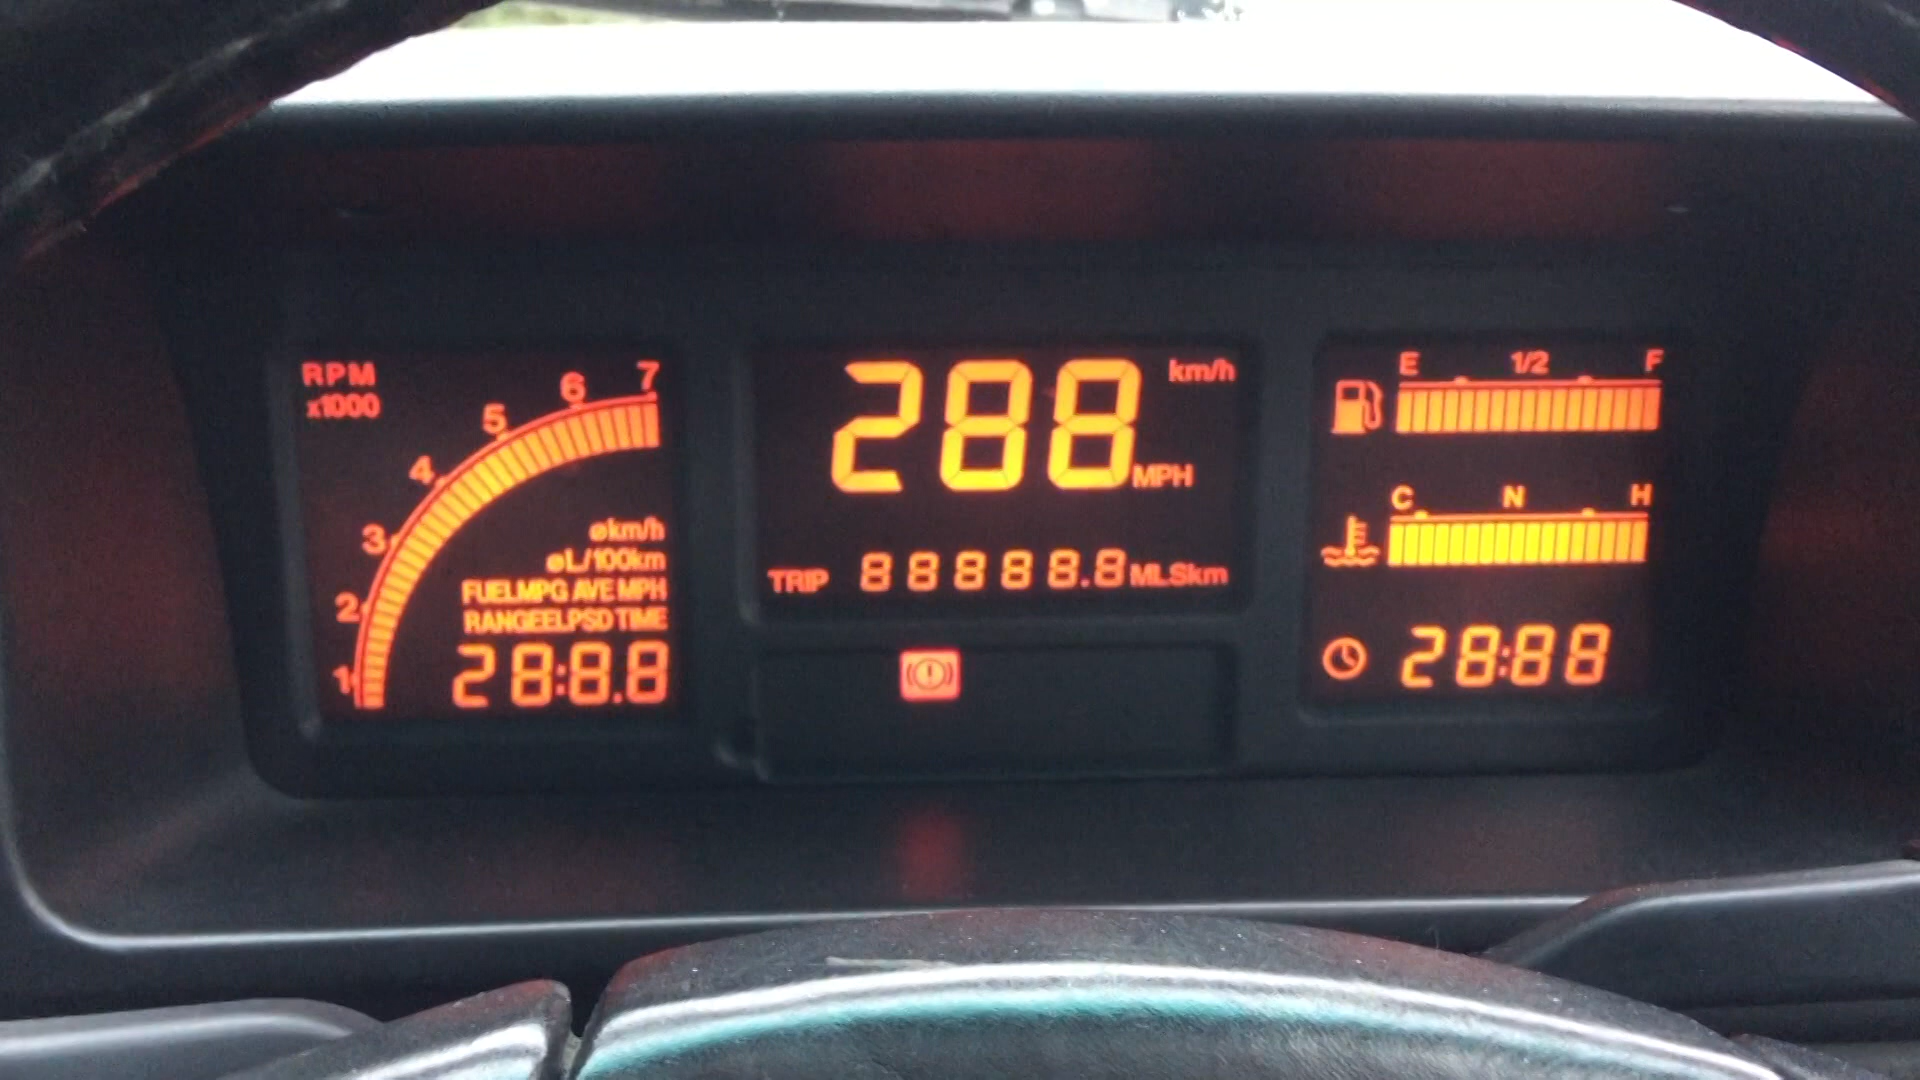 RPM
x1000
1
2
3
4
5
6
7
økm/h
øL/100km
FUELMPG AVE MPH
RANGEELPSD TIME
28:8.8
288
km/h
MPH
TRIP 88888.8 MLSkm
E 1/2 F
C N H
28:88